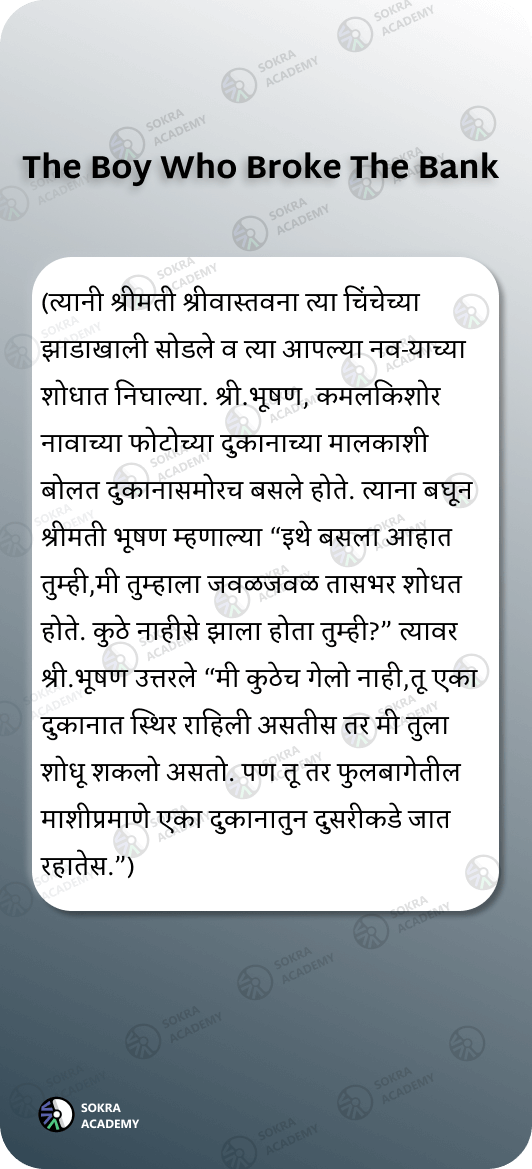 The Boy Who Broke The Bank
(त्यानी श्रीमती श्रीवास्तवना त्या चिंचेच्या
झाडाखाली सोडले व त्या आपल्या नव-याच्या
शोधात निघाल्या. श्री.भूषण, कमलकिशोर
नावाच्या फोटोच्या दुकानाच्या मालकाशी
बोलत दुकानासमोरच बसले होते. त्याना बघून
श्रीमती भूषण म्हणाल्या “इथे बसला आहात
तुम्ही,मी तुम्हाला जवळजवळ तासभर शोधत
होते. कुठे नाहीसे झाला होता तुम्ही?” त्यावर
श्री.भूषण उत्तरले “मी कुठेच गेलो नाही,तू एका
दुकानात स्थिर राहिली असतीस तर मी तुला
शोधू शकलो असतो. पण तू तर फुलबागेतील
माशीप्रमाणे एका दुकानातुन दुसरीकडे जात
रहातेस.”)
SOKRA
ACADEMY